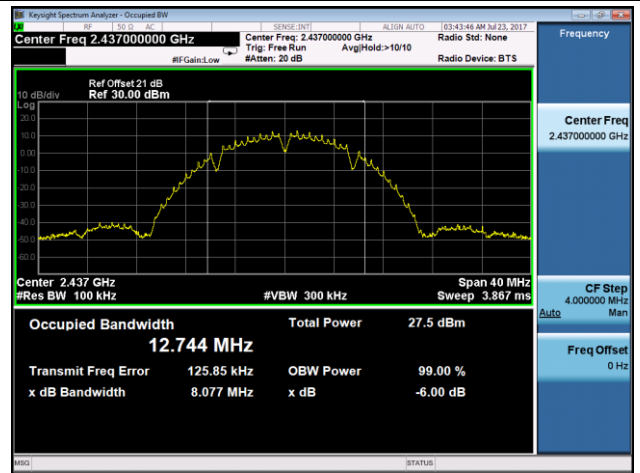 Keysight Spectrum Analyzer - Occupied BW
LXI RF 50 Ω AC SENSE:INT ALIGN AUTO 03:43:46 AM Jul 23, 2017
Center Freq 2.437000000 GHz
Center Freq: 2.437000000 GHz
Radio Std: None
Trig: Free Run Avg|Hold:>10/10
#IFGain:Low #Atten: 20 dB Radio Device: BTS
Frequency
Ref Offset 21 dB
10 dB/div Ref 30.00 dBm
Log
20.0
10.0
0.00
-10.0
-20.0
-30.0
-40.0
-50.0
-60.0
Center Freq
2.437000000 GHz
Center 2.437 GHz Span 40 MHz
#Res BW 100 kHz #VBW 300 kHz Sweep 3.867 ms
CF Step
4.000000 MHz
Auto Man
Occupied Bandwidth Total Power 27.5 dBm
12.744 MHz
Transmit Freq Error 125.85 kHz OBW Power 99.00 %
x dB Bandwidth 8.077 MHz x dB -6.00 dB
Freq Offset
0 Hz
MSG STATUS